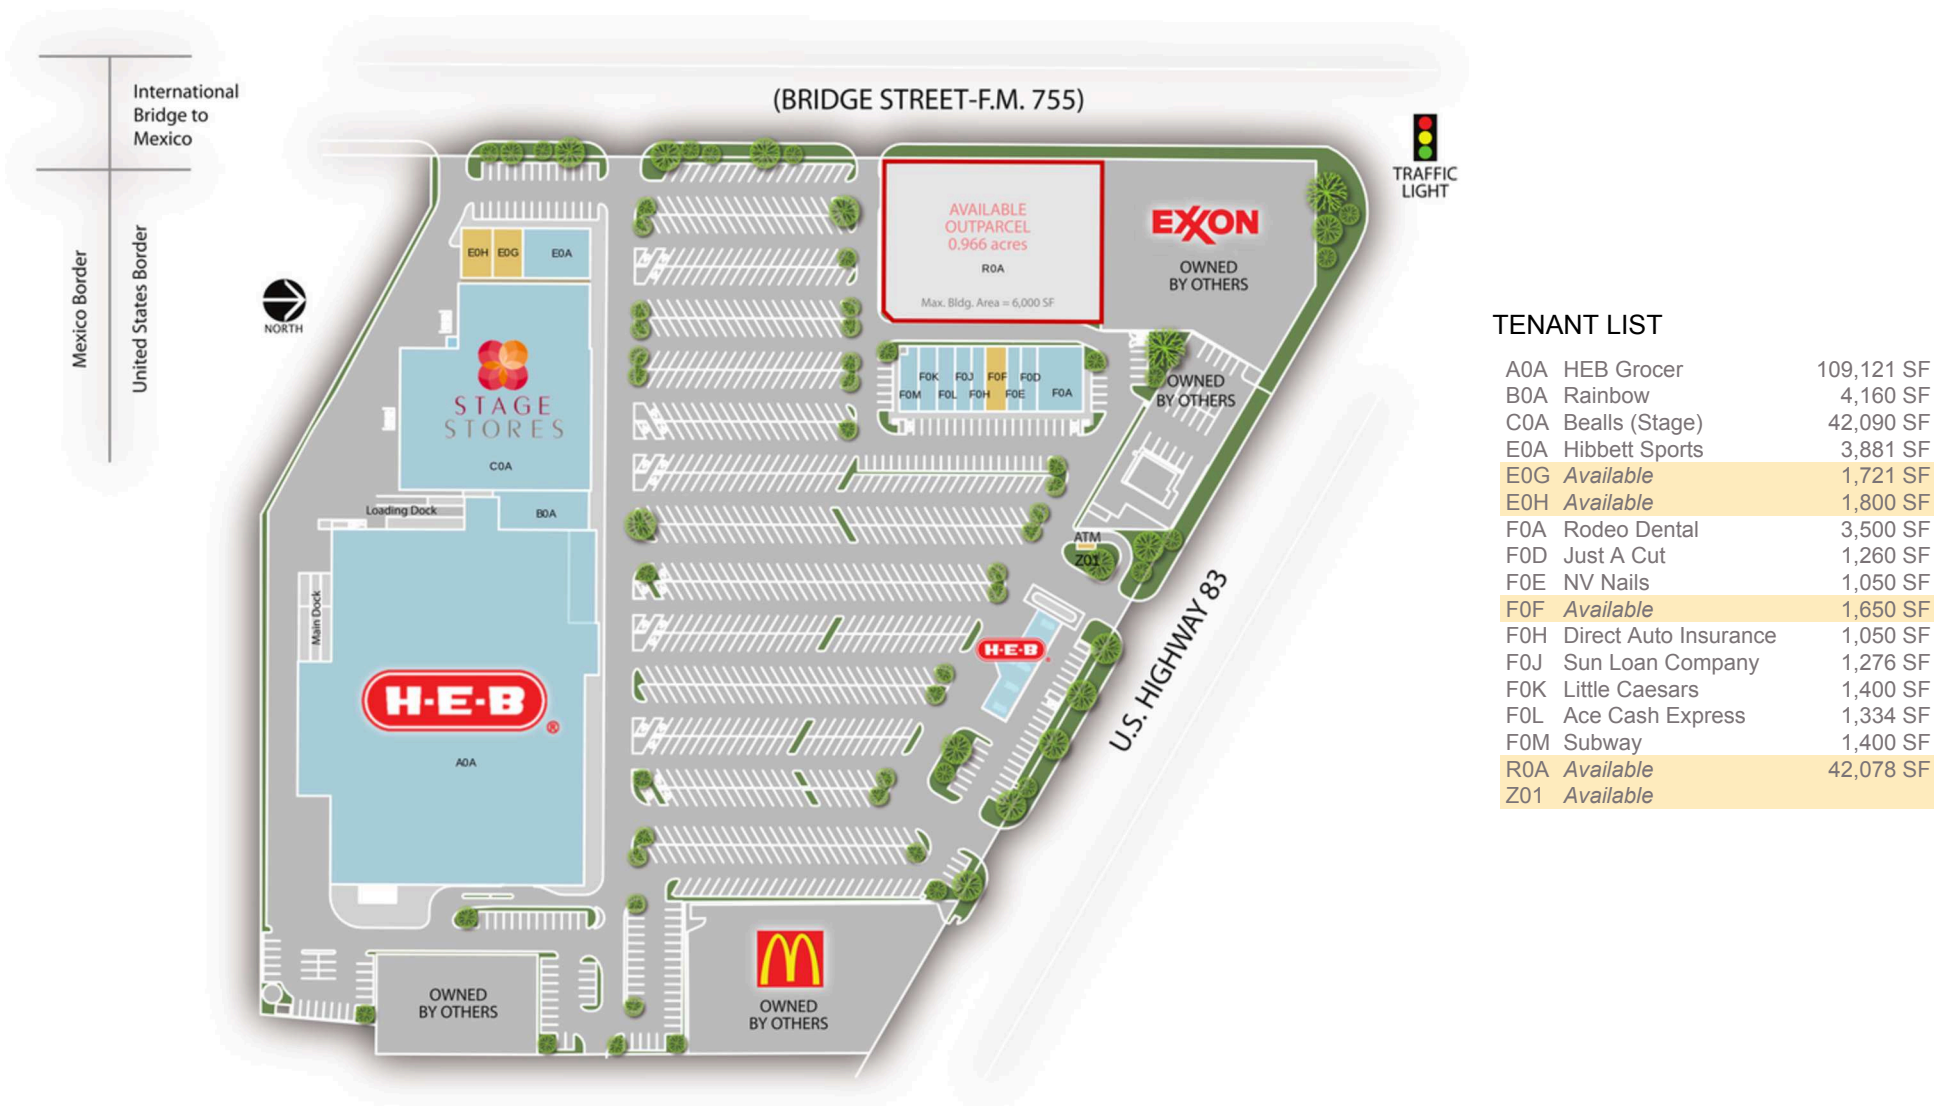 International
Bridge to
Mexico
Mexico Border
United States Border
NORTH
(BRIDGE STREET-F.M. 755)
TRAFFIC
LIGHT
E0H
E0G
E0A
AVAILABLE
OUTPARCEL
0.966 acres
R0A
Max. Bldg. Area = 6,000 SF
EXXON
OWNED
BY OTHERS
STAGE
STORES
C0A
F0K
F0J
F0F
F0D
F0M
F0L
F0H
F0E
F0A
OWNED
BY OTHERS
Loading Dock
B0A
ATM
Z01
Main Dock
H-E-B
®
A0A
H-E-B
U.S. HIGHWAY 83
OWNED
BY OTHERS
OWNED
BY OTHERS
TENANT LIST
A0A HEB Grocer 109,121 SF
B0A Rainbow 4,160 SF
C0A Bealls (Stage) 42,090 SF
E0A Hibbett Sports 3,881 SF
E0G Available 1,721 SF
E0H Available 1,800 SF
F0A Rodeo Dental 3,500 SF
F0D Just A Cut 1,260 SF
F0E NV Nails 1,050 SF
F0F Available 1,650 SF
F0H Direct Auto Insurance 1,050 SF
F0J Sun Loan Company 1,276 SF
F0K Little Caesars 1,400 SF
F0L Ace Cash Express 1,334 SF
F0M Subway 1,400 SF
R0A Available 42,078 SF
Z01 Available